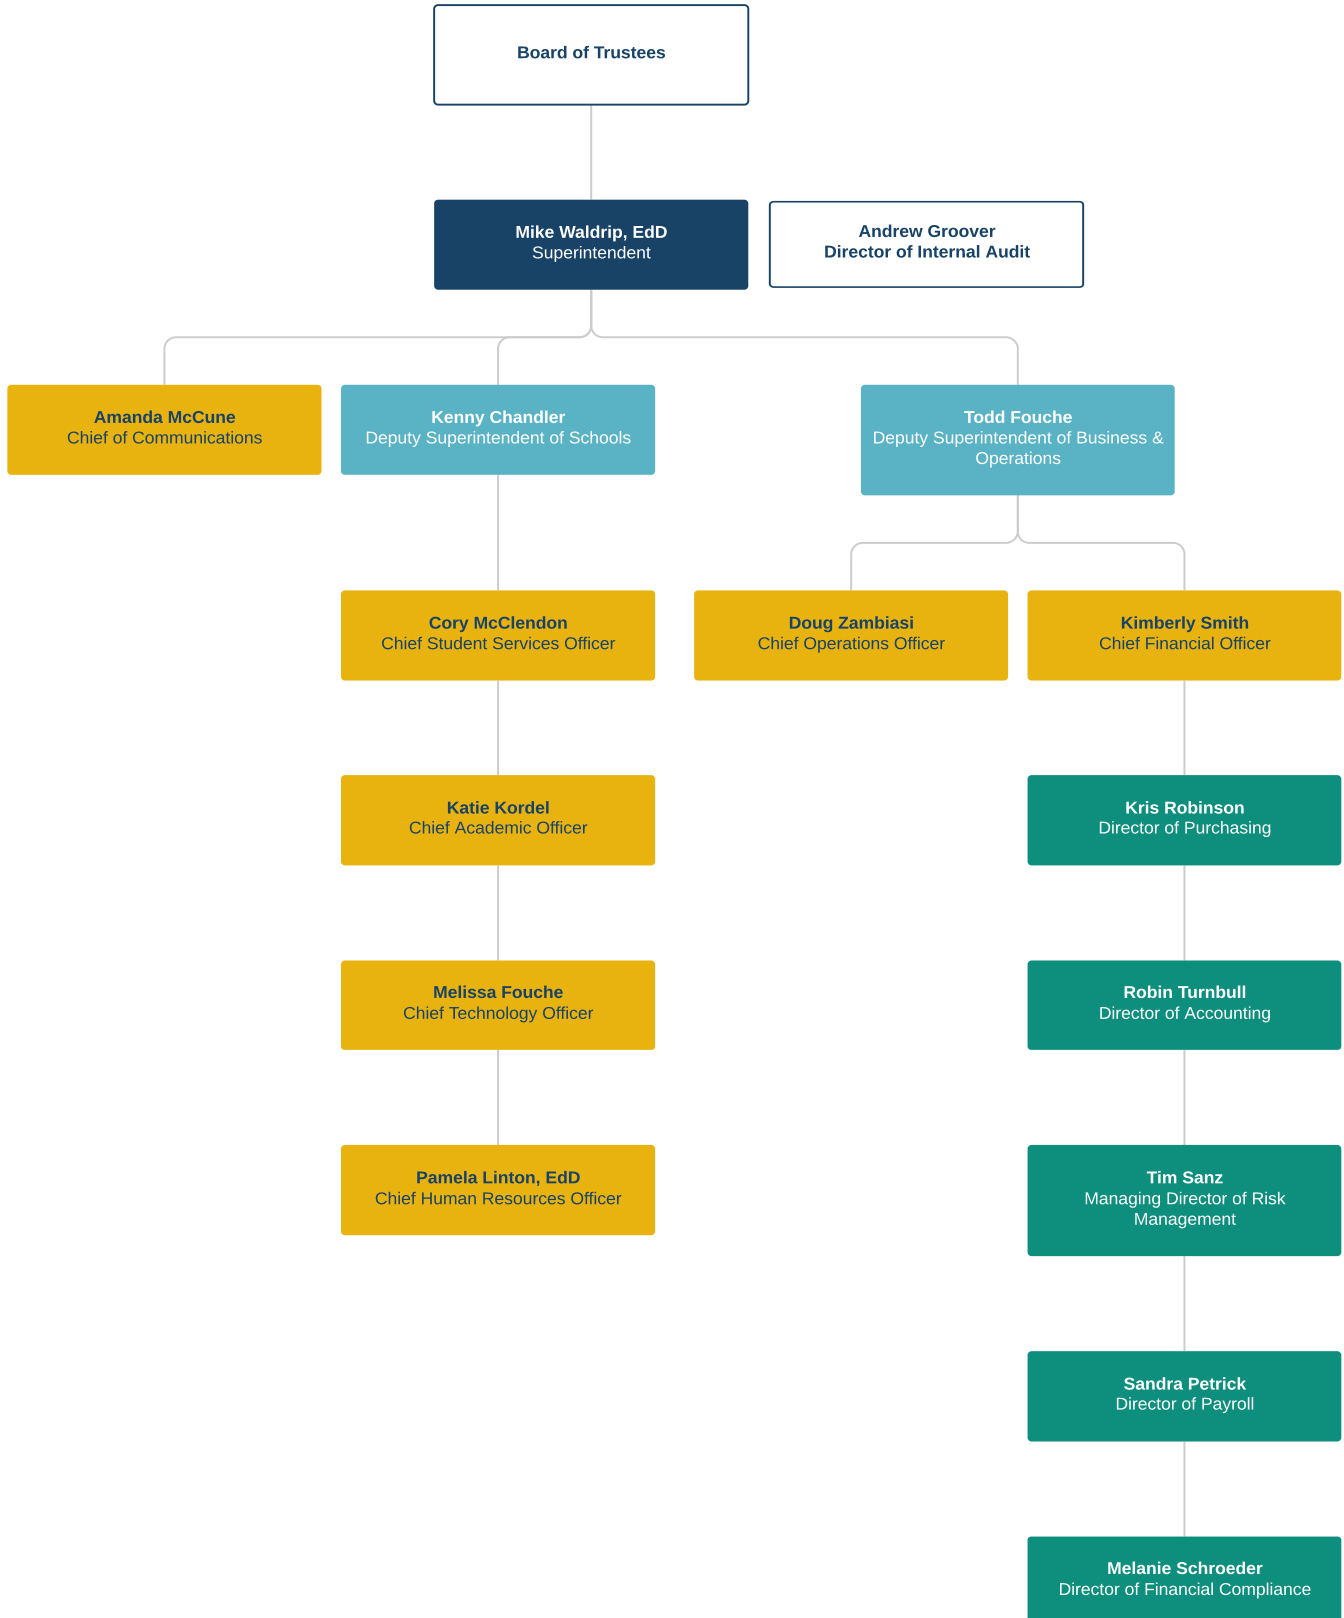 Board of Trustees
Mike Waldrip, EdD
Superintendent
Andrew Groover
Director of Internal Audit
Amanda McCune
Chief of Communications
Kenny Chandler
Deputy Superintendent of Schools
Todd Fouche
Deputy Superintendent of Business &
Operations
Cory McClendon
Chief Student Services Officer
Doug Zambiasi
Chief Operations Officer
Kimberly Smith
Chief Financial Officer
Katie Kordel
Chief Academic Officer
Kris Robinson
Director of Purchasing
Melissa Fouche
Chief Technology Officer
Robin Turnbull
Director of Accounting
Pamela Linton, EdD
Chief Human Resources Officer
Tim Sanz
Managing Director of Risk
Management
Sandra Petrick
Director of Payroll
Melanie Schroeder
Director of Financial Compliance